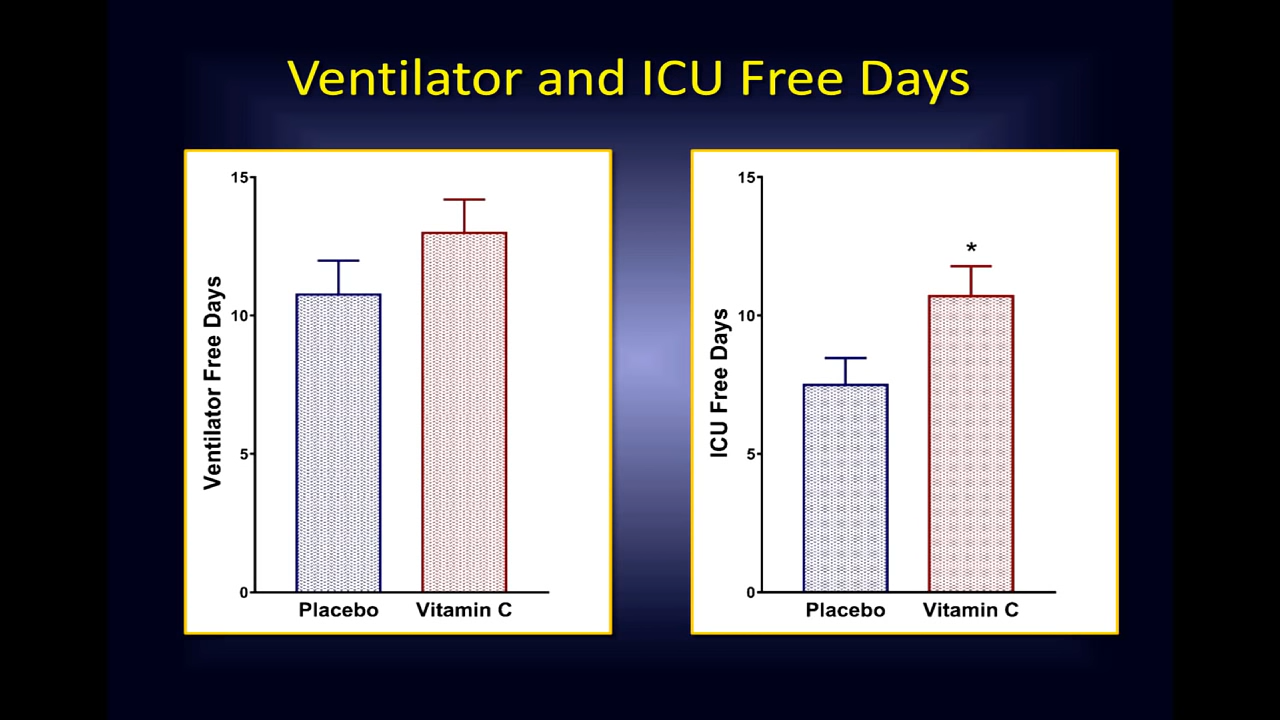 Ventilator and ICU Free Days
Ventilator Free Days
15
10
5
0
Placebo
Vitamin C
ICU Free Days
15
10
5
0
*
Placebo
Vitamin C